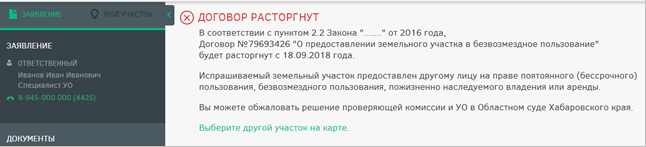 ЗАЯВЛЕНИЕ
МОЙ УЧАСТОК
ЗАЯВЛЕНИЕ
ОТВЕТСТВЕННЫЙ
Иванов Иван Иванович
Специалист УО
8-945-000 000 (4425)
ДОКУМЕНТЫ
ДОГОВОР РАСТОРГНУТ
В соответствии с пунктом 2.2 Закона "......." от 2016 года,
Договор №79693426 "О предоставлении земельного участка в безвозмездное пользование"
будет расторгнут с 18.09.2018 года.
Испрашиваемый земельный участок предоставлен другому лицу на праве поятонного (бессрочного)
пользования, безвозмездного пользования, пожизненно наследуемого владения или аренды.
Вы можете обжаловать решение проверяющей комиссии и УО в Областном суде Хабаровского края.
Выберите другой участок на карте.